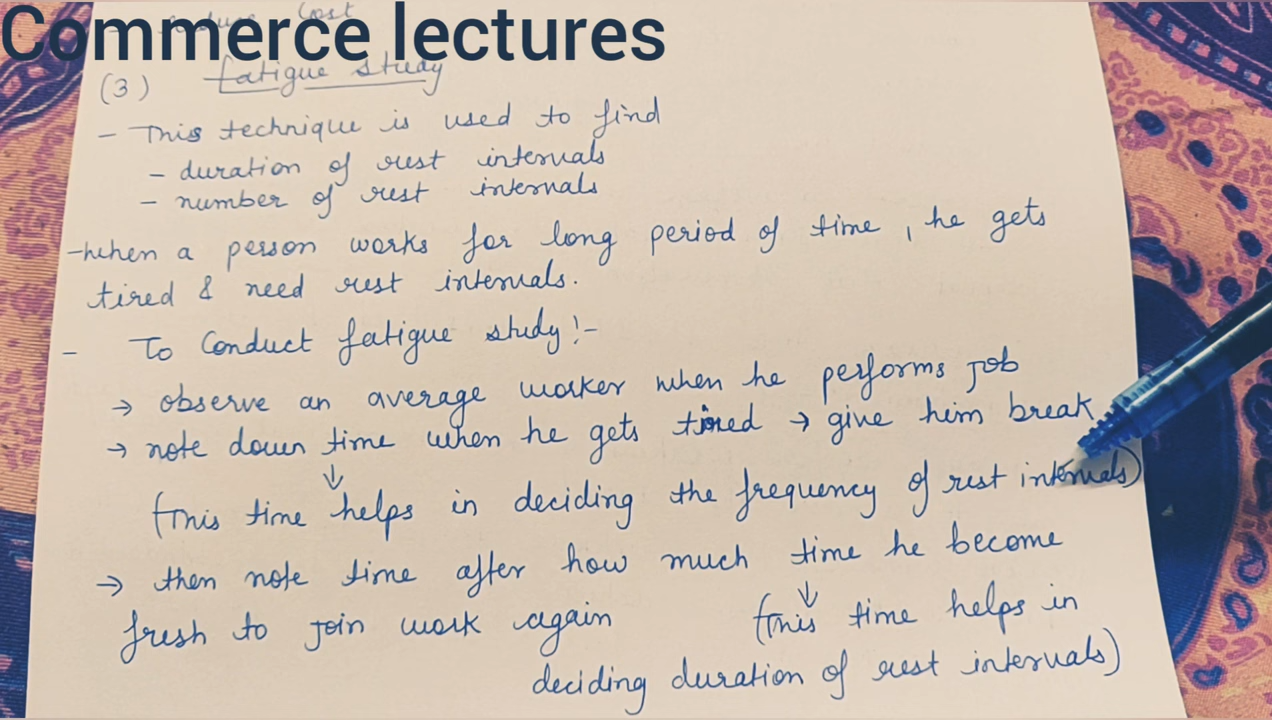 Commerce lectures
Cost
(3) fatigue study
- This technique is used to find
- duration of rest intervals
- number of rest intervals
- when a person works for long period of time, he gets
tired & need rest intervals.
- To Conduct fatigue study :-
→ observe an average worker when he performs job
→ note down time when he gets tired → give him break
↓
(This time helps in deciding the frequency of rest intervals)
→ then note time after how much time he become
fresh to join work again
↓
(This time helps in
deciding duration of rest intervals)